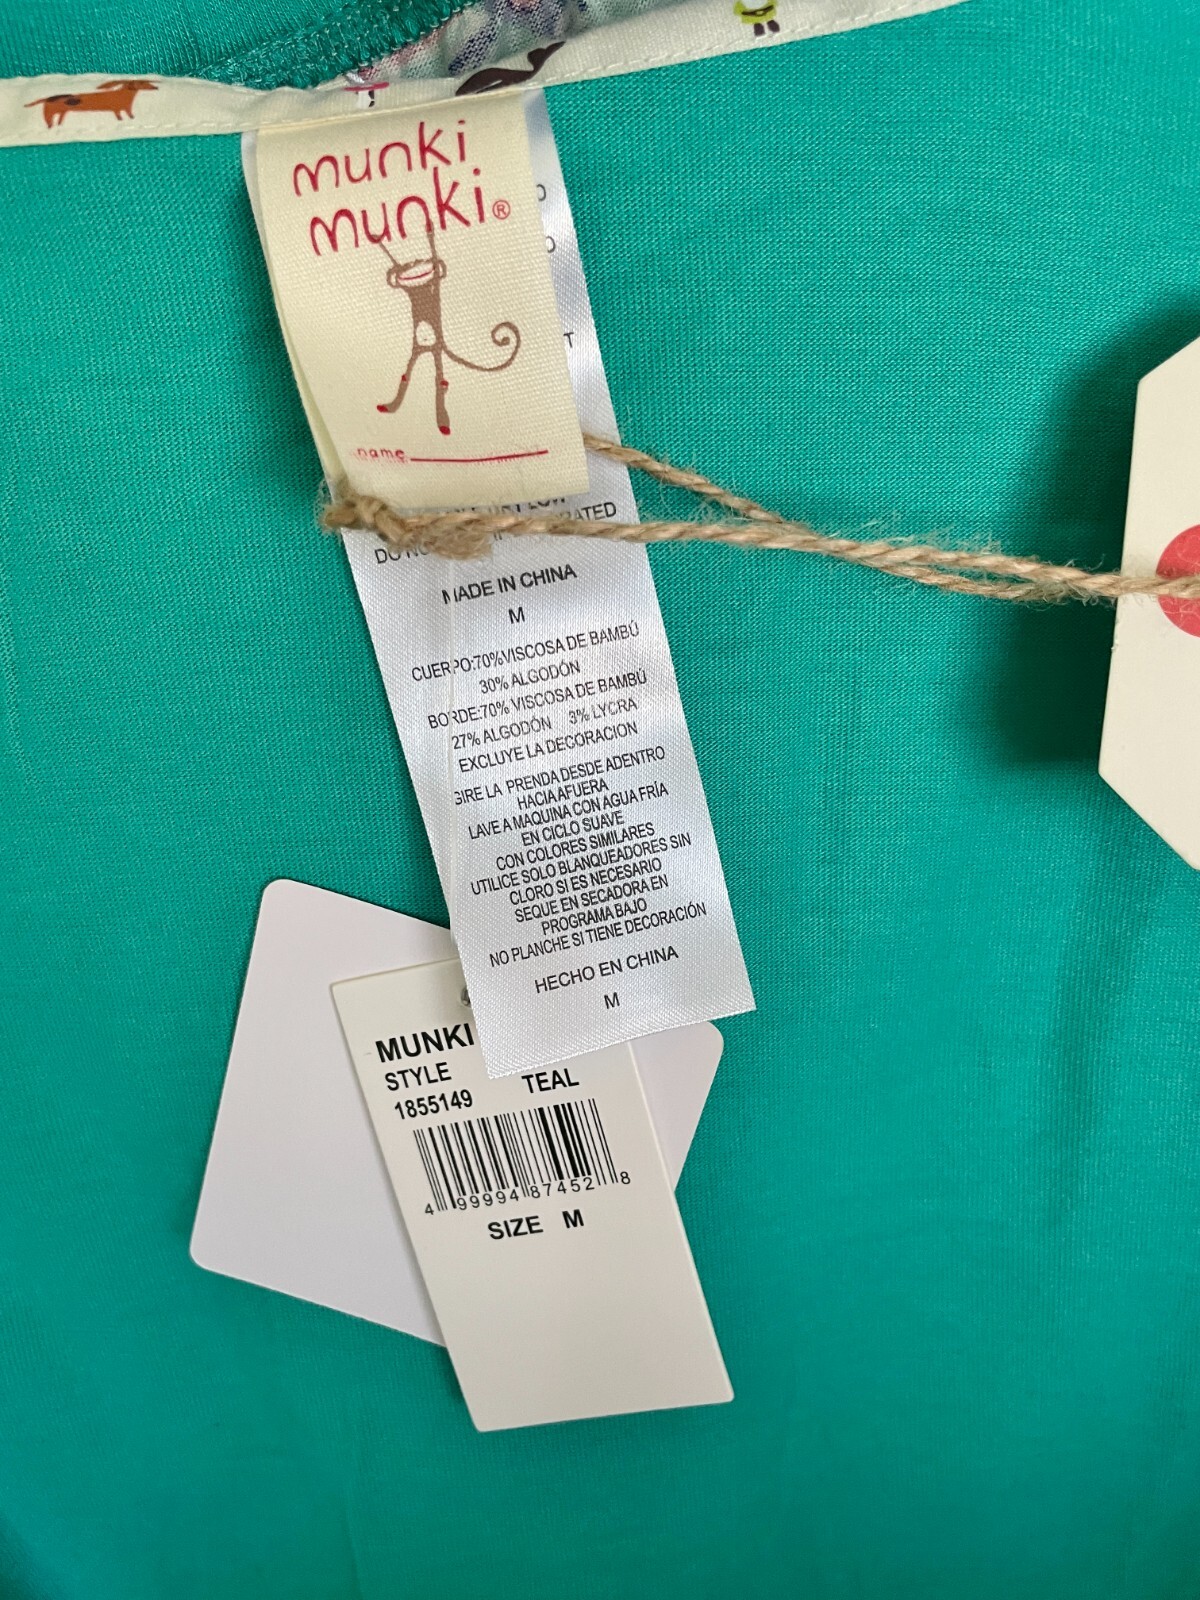 munki
munki®
name
RATED
MADE IN CHINA
M
CUERPO:70%VISCOSA DE BAMBÚ
30% ALGODÓN
BORDE:70% VISCOSA DE BAMBÚ
27% ALGODÓN 3% LYCRA
EXCLUYE LA DECORACION
GIRE LA PRENDA DESDE ADENTRO
HACIA AFUERA
LAVE A MAQUINA CON AGUA FRÍA
EN CICLO SUAVE
CON COLORES SIMILARES
UTILICE SOLO BLANQUEADORES SIN
CLORO SI ES NECESARIO
SEQUE EN SECADORA EN
PROGRAMA BAJO
NO PLANCHE SI TIENE DECORACIÓN
HECHO EN CHINA
M
MUNKI
STYLE
1855149 TEAL
4 99994 87452 8
SIZE M